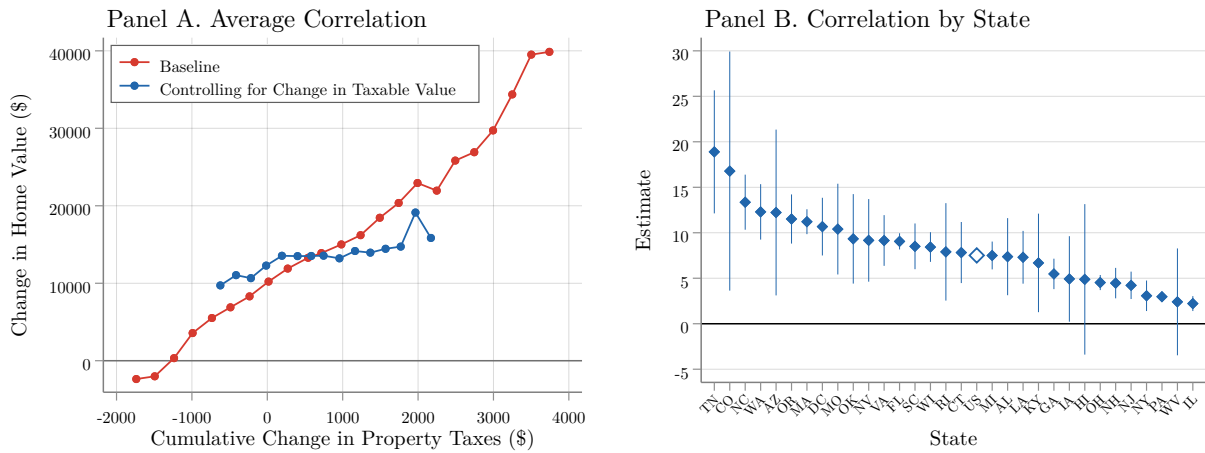 Panel A. Average Correlation
Change in Home Value ($)
40000
30000
20000
10000
0
Baseline
Controlling for Change in Taxable Value
-2000 -1000 0 1000 2000 3000 4000
Cumulative Change in Property Taxes ($)
Panel B. Correlation by State
Estimate
30
25
20
15
10
5
0
-5
TN CO NC WA AZ OR MA DC MO OK NV VA FL SC WI RI CT US MI AL LA KY GA IA HI OH NH NJ NY PA WV IL
State